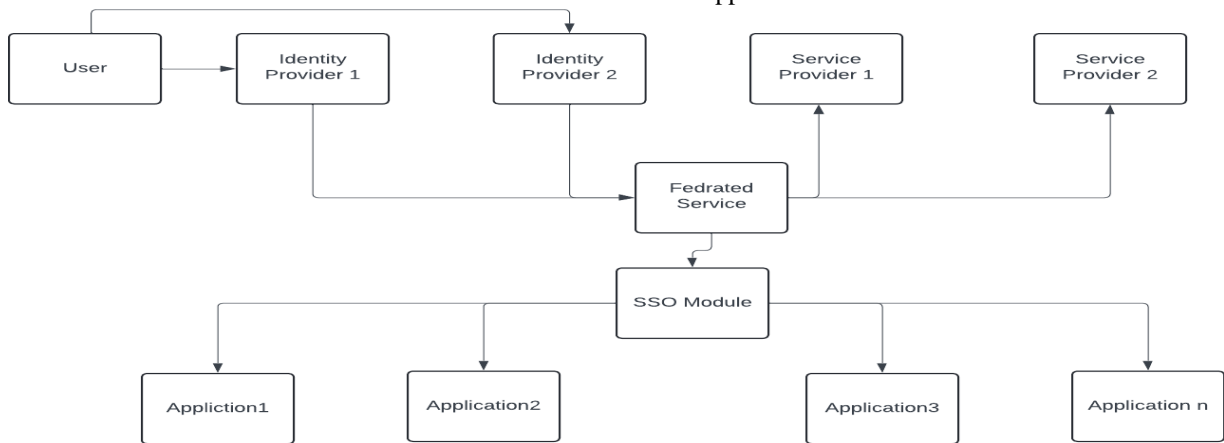 User
Identity
Provider 1
Identity
Provider 2
Service
Provider 1
Service
Provider 2
Fedrated
Service
SSO Module
Appliction1
Application2
Application3
Application n